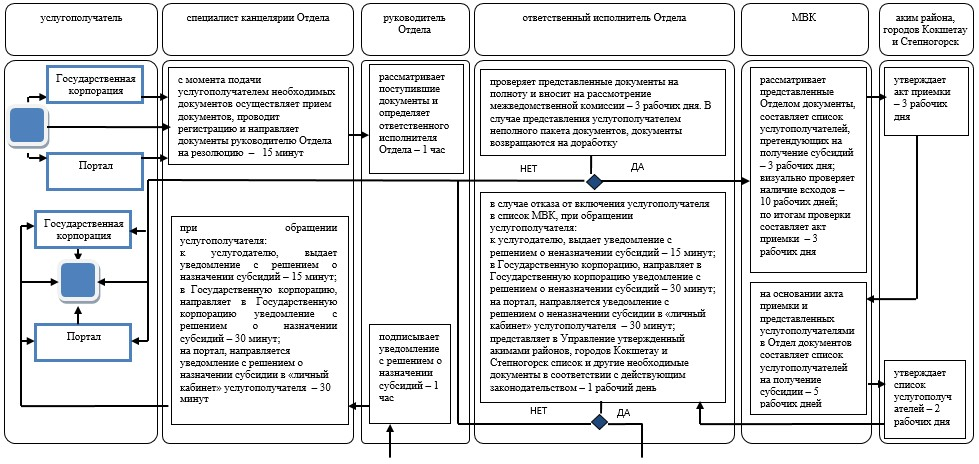 услугополучатель
специалист канцелярии Отдела
руководитель
Отдела
ответственный исполнитель Отдела
МВК
аким района,
городов Кокшетау
и Степногорск
Государственная
корпорация
Портал
с момента подачи
услугополучателем необходимых
документов осуществляет прием
документов, проводит
регистрацию и направляет
документы руководителю Отдела
на резолюцию – 15 минут
рассматривает
поступившие
документы и
определяет
ответственного
исполнителя
Отдела – 1 час
проверяет представленные документы на
полноту и вносит на рассмотрение
межведомственной комиссии – 3 рабочих дня. В
случае представления услугополучателем
неполного пакета документов, документы
возвращаются на доработку
НЕТ
ДА
рассматривает
представленные
Отделом документы,
составляет список
услугополучателей,
претендующих на
получение субсидий
– 3 рабочих дня;
визуально проверяет
наличие всходов –
10 рабочих дней;
по итогам проверки
составляет акт
приемки – 3
рабочих дня
утверждает
акт приемки
– 3 рабочих
дня
Государственная
корпорация
Портал
при обращении
услугополучателя:
к услугодателю, выдает
уведомление с решением о
назначении субсидий – 15 минут;
в Государственную корпорацию,
направляет в Государственную
корпорацию уведомление с
решением о назначении
субсидий – 30 минут;
на портал, направляется
уведомление с решением о
назначении субсидии в «личный
кабинет» услугополучателя – 30
минут
подписывает
уведомление
с решением о
назначении
субсидий – 1
час
в случае отказа от включения услугополучателя
в список МВК, при обращении
услугополучателя:
к услугодателю, выдает уведомление с
решением о неназначении субсидий – 15 минут;
в Государственную корпорацию, направляет в
Государственную корпорацию уведомление с
решением о неназначении субсидий – 30 минут;
на портал, направляется уведомление с
решением о неназначении субсидии в «личный
кабинет» услугополучателя – 30 минут;
представляет в Управление утвержденный
акимами районов, городов Кокшетау и
Степногорск список и другие необходимые
документы в соответствии с действующим
законодательством – 1 рабочий день
НЕТ
ДА
на основании акта
приемки и
представленных
услугополучателями
в Отдел документов
составляет список
услугополучателей
на получение
субсидии – 5
рабочих дней
утверждает
список
услугополуч
ателей – 2
рабочих дня